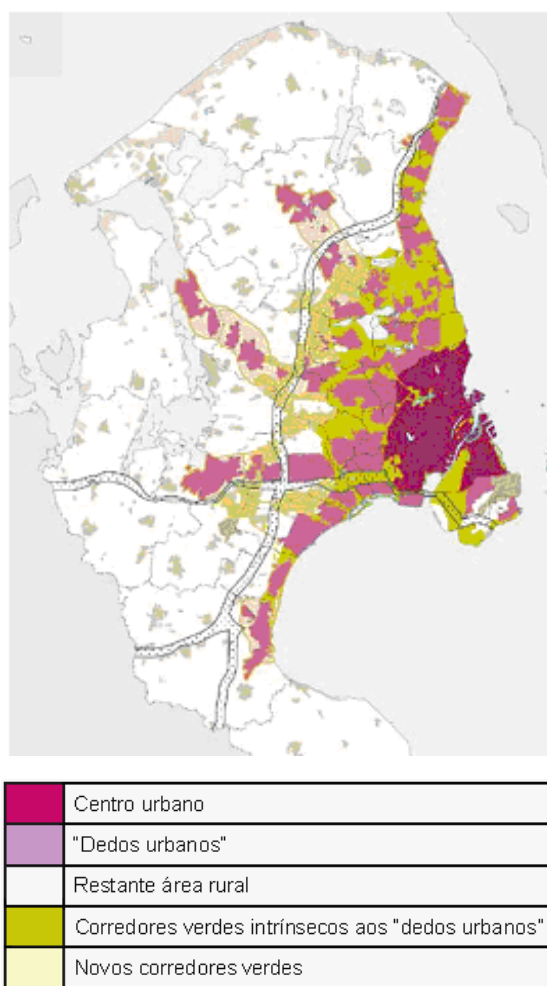 Centro urbano
"Dedos urbanos"
Restante área rural
Corredores verdes intrínsecos aos "dedos urbanos"
Novos corredores verdes